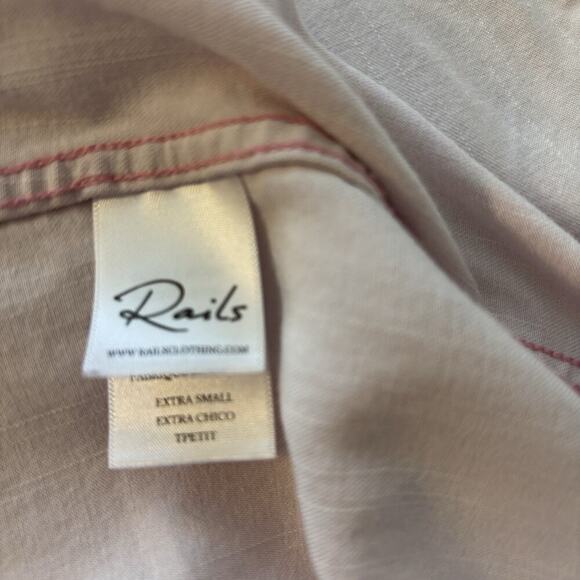 Rails
WWW.RAILSCLOTHING.COM
EXTRA SMALL
EXTRA CHICO
TPETIT